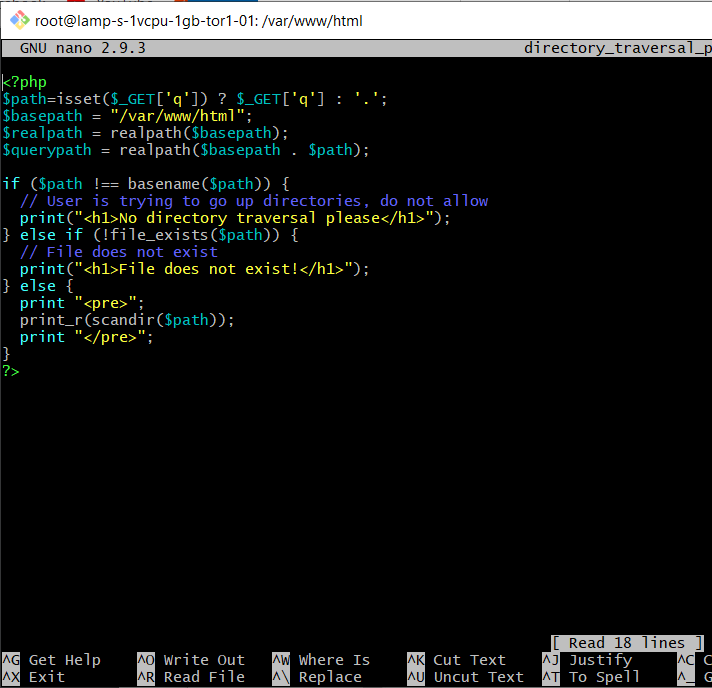 root@lamp-s-1vcpu-1gb-tor1-01: /var/www/html
GNU nano 2.9.3 directory_traversal_p
<?php
$path=isset($_GET['q']) ? $_GET['q'] : '.';
$basepath = "/var/www/html";
$realpath = realpath($basepath);
$querypath = realpath($basepath . $path);
if ($path !== basename($path)) {
  // User is trying to go up directories, do not allow
  print("<h1>No directory traversal please</h1>");
} else if (!file_exists($path)) {
  // File does not exist
  print("<h1>File does not exist!</h1>");
} else {
  print "<pre>";
  print_r(scandir($path));
  print "</pre>";
}
?>
[ Read 18 lines ]
^G Get Help ^O Write Out ^W Where Is ^K Cut Text ^J Justify ^C C
^X Exit ^R Read File ^\ Replace ^U Uncut Text ^T To Spell ^_ G